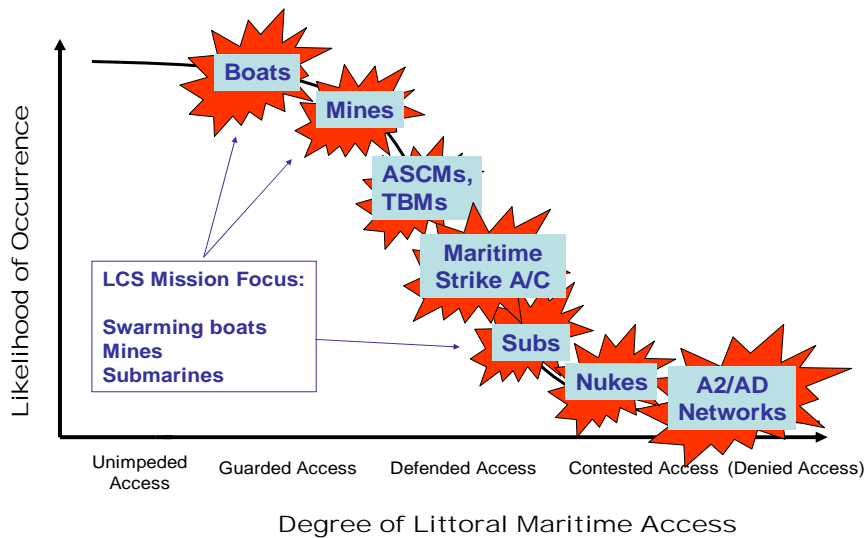 Likelihood of Occurrence
Boats
Mines
ASCMs,
TBMs
Maritime
Strike A/C
Subs
Nukes
A2/AD
Networks
LCS Mission Focus:
Swarming boats
Mines
Submarines
Unimpeded
Access
Guarded Access
Defended Access
Contested Access
(Denied Access)
Degree of Littoral Maritime Access